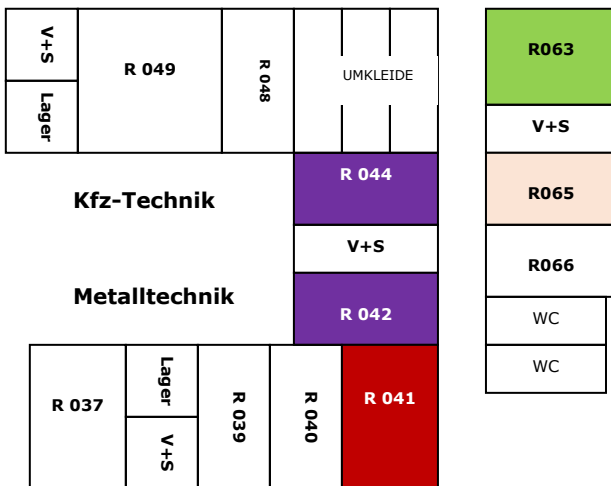 V+S
R 049
R 048
UMKLEIDE
R063
Lager
V+S
R 044
Kfz-Technik
R065
V+S
R066
Metalltechnik
R 042
WC
WC
R 037
Lager
R 039
R 040
R 041
V+S